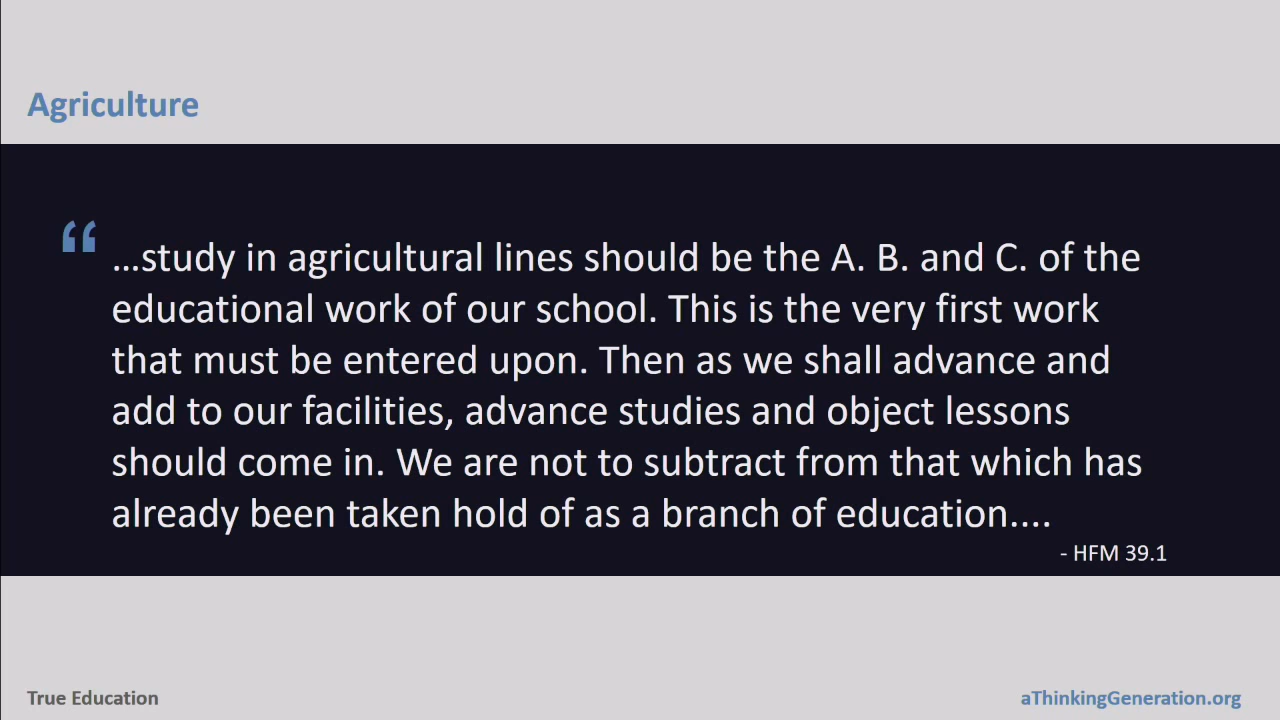 Agriculture
“ …study in agricultural lines should be the A. B. and C. of the
educational work of our school. This is the very first work
that must be entered upon. Then as we shall advance and
add to our facilities, advance studies and object lessons
should come in. We are not to subtract from that which has
already been taken hold of as a branch of education....
- HFM 39.1
True Education
aThinkingGeneration.org